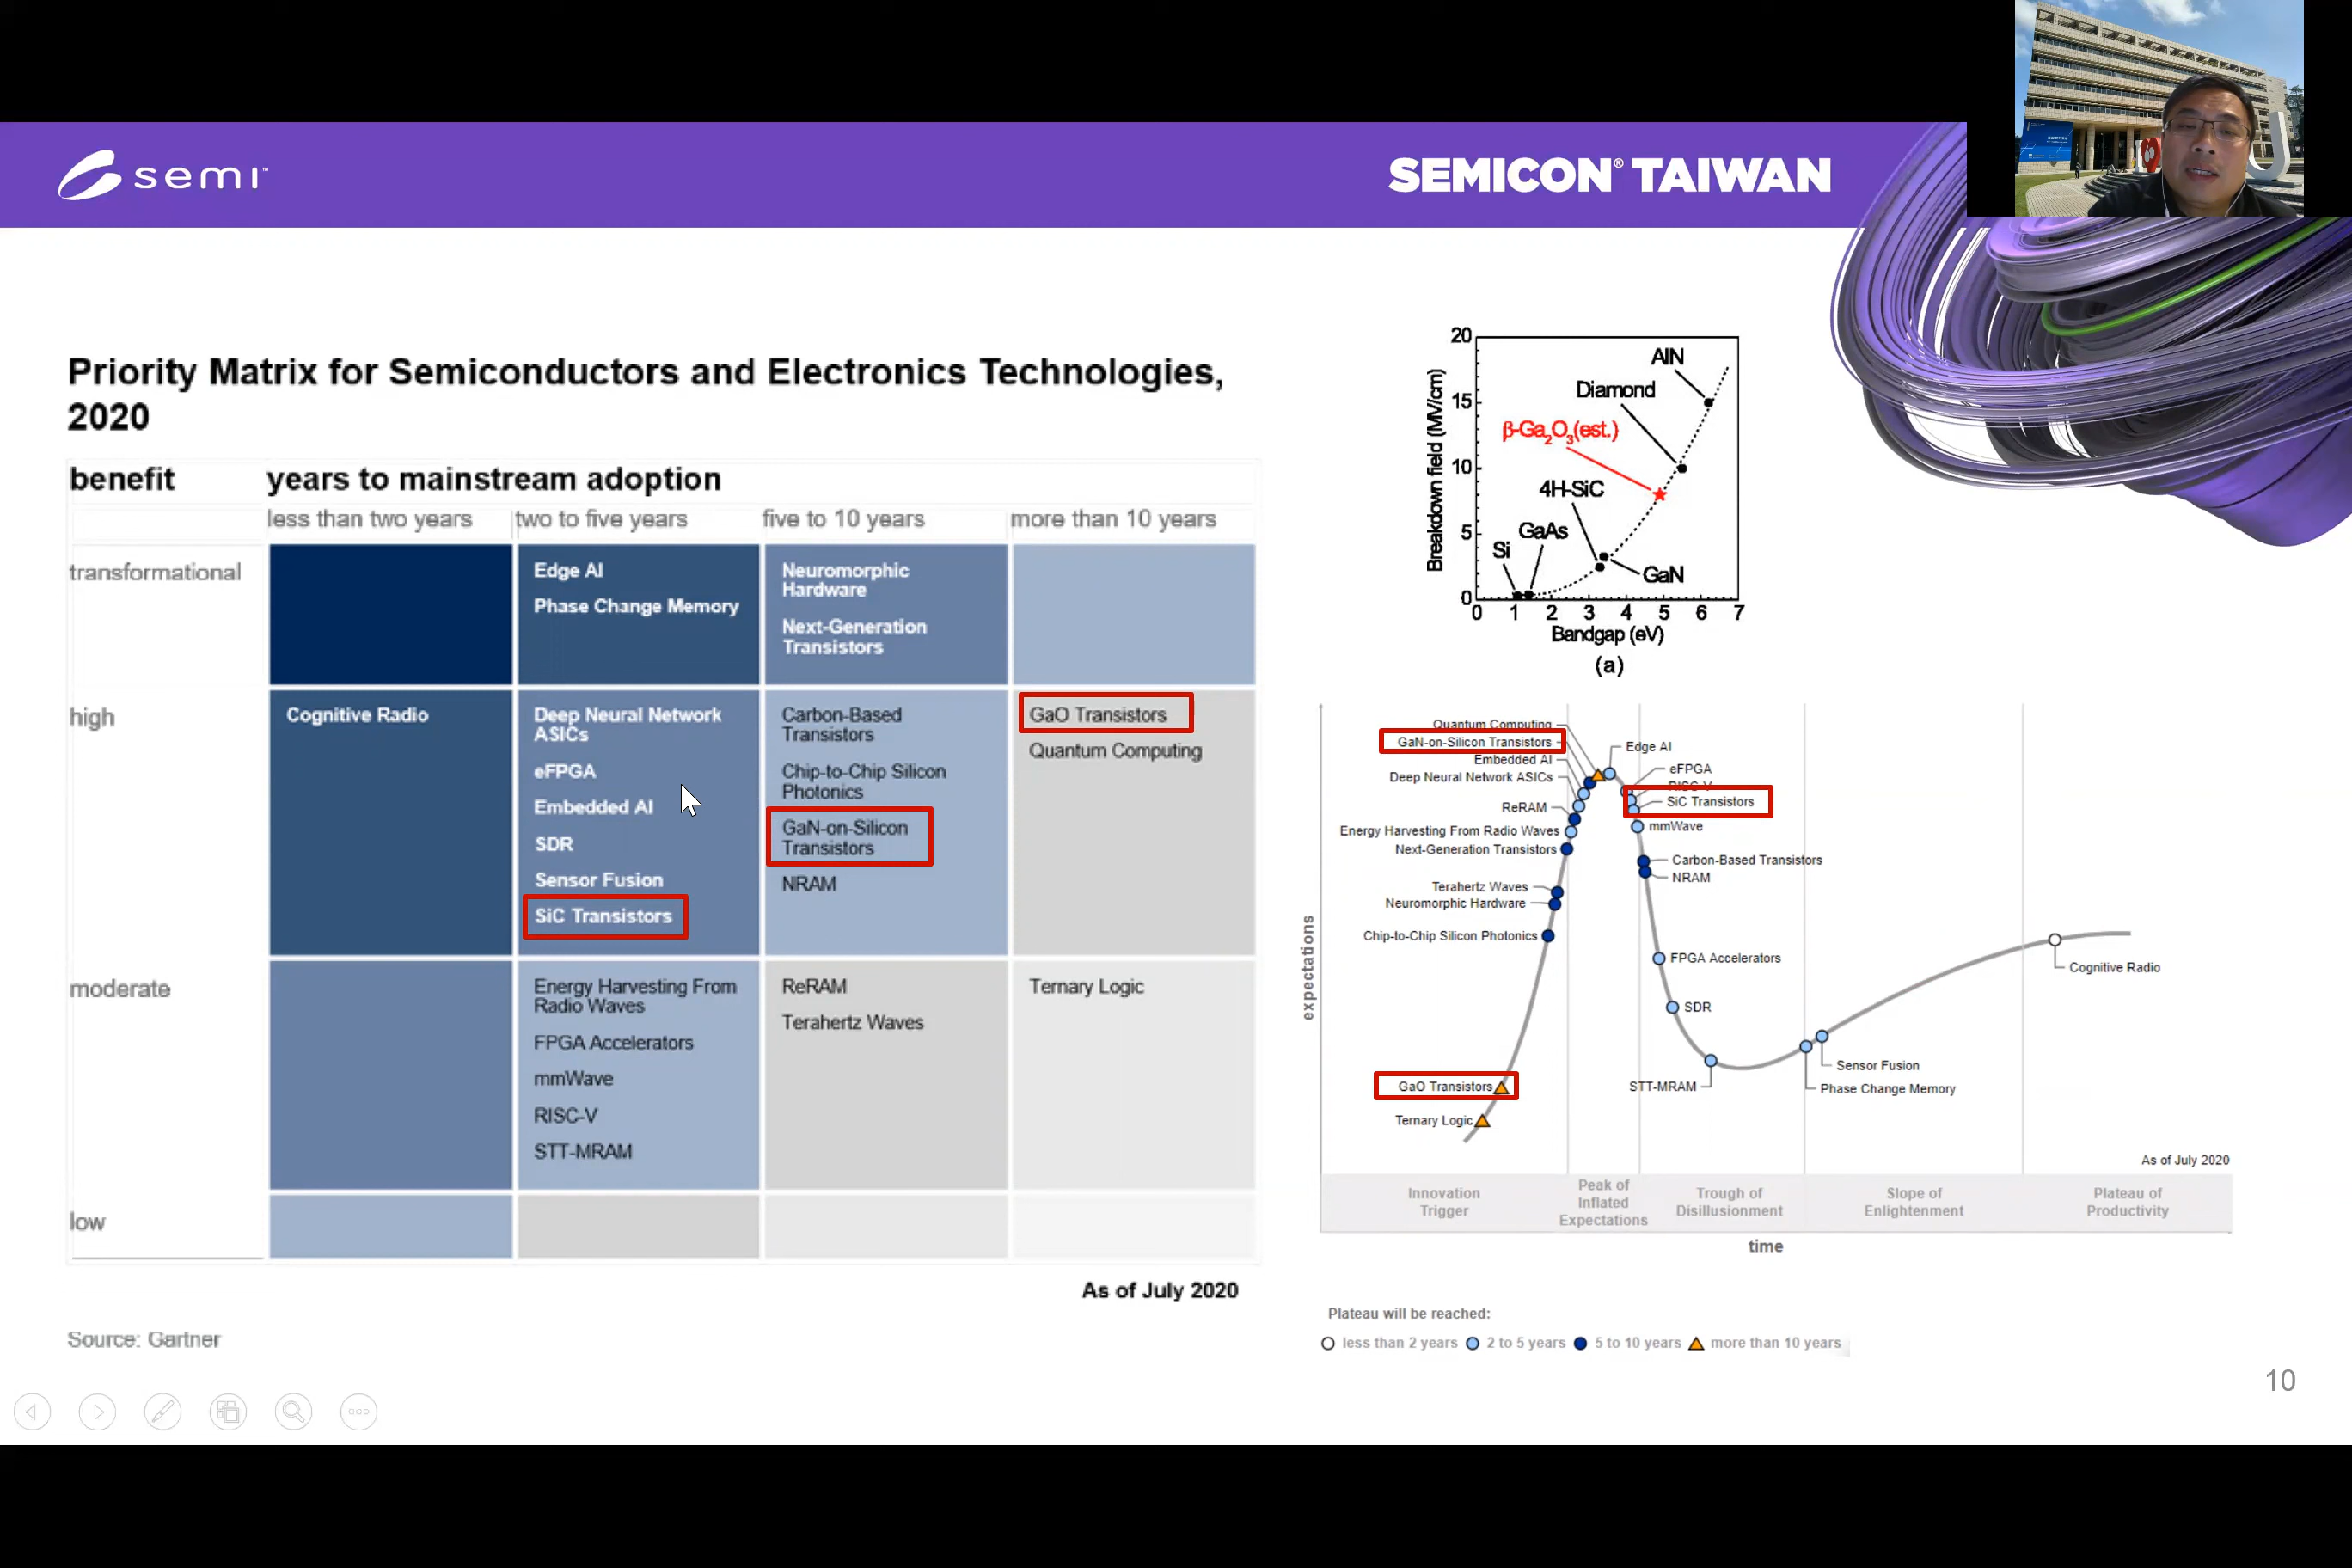 semi™
SEMICON® TAIWAN
Priority Matrix for Semiconductors and Electronics Technologies,
2020
benefit
years to mainstream adoption
less than two years
two to five years
five to 10 years
more than 10 years
transformational
Edge AI
Phase Change Memory
Neuromorphic
Hardware
Next-Generation
Transistors
high
Cognitive Radio
Deep Neural Network
ASICs
eFPGA
Embedded AI
SDR
Sensor Fusion
SiC Transistors
Carbon-Based
Transistors
Chip-to-Chip Silicon
Photonics
GaN-on-Silicon
Transistors
NRAM
GaO Transistors
Quantum Computing
moderate
Energy Harvesting From
Radio Waves
FPGA Accelerators
mmWave
RISC-V
STT-MRAM
ReRAM
Terahertz Waves
Ternary Logic
low
As of July 2020
Source: Gartner
20
15
10
5
0
Breakdown field (MV/cm)
AlN
Diamond
β-Ga₂O₃(est.)
4H-SiC
GaAs
Si
GaN
0 1 2 3 4 5 6 7
Bandgap (eV)
(a)
expectations
Quantum Computing
GaN-on-Silicon Transistors
Embedded AI
Deep Neural Network ASICs
ReRAM
Energy Harvesting From Radio Waves
Next-Generation Transistors
Terahertz Waves
Neuromorphic Hardware
Chip-to-Chip Silicon Photonics
GaO Transistors
Ternary Logic
Edge AI
eFPGA
RISC-V
SiC Transistors
mmWave
Carbon-Based Transistors
NRAM
FPGA Accelerators
SDR
STT-MRAM
Sensor Fusion
Phase Change Memory
Cognitive Radio
As of July 2020
Innovation
Trigger
Peak of
Inflated
Expectations
Trough of
Disillusionment
Slope of
Enlightenment
Plateau of
Productivity
time
Plateau will be reached:
less than 2 years
2 to 5 years
5 to 10 years
more than 10 years
10